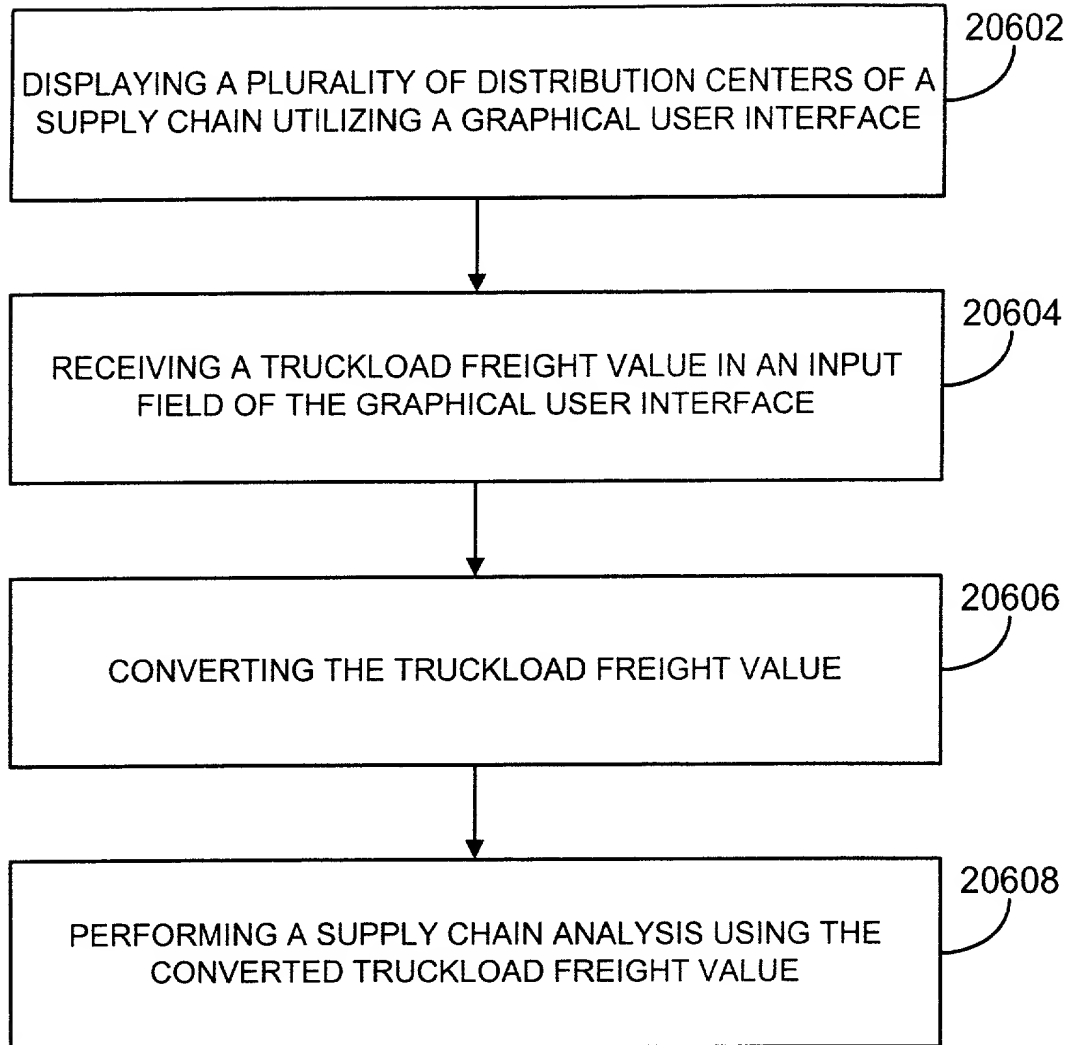 20602
DISPLAYING A PLURALITY OF DISTRIBUTION CENTERS OF A
SUPPLY CHAIN UTILIZING A GRAPHICAL USER INTERFACE
20604
RECEIVING A TRUCKLOAD FREIGHT VALUE IN AN INPUT
FIELD OF THE GRAPHICAL USER INTERFACE
20606
CONVERTING THE TRUCKLOAD FREIGHT VALUE
20608
PERFORMING A SUPPLY CHAIN ANALYSIS USING THE
CONVERTED TRUCKLOAD FREIGHT VALUE